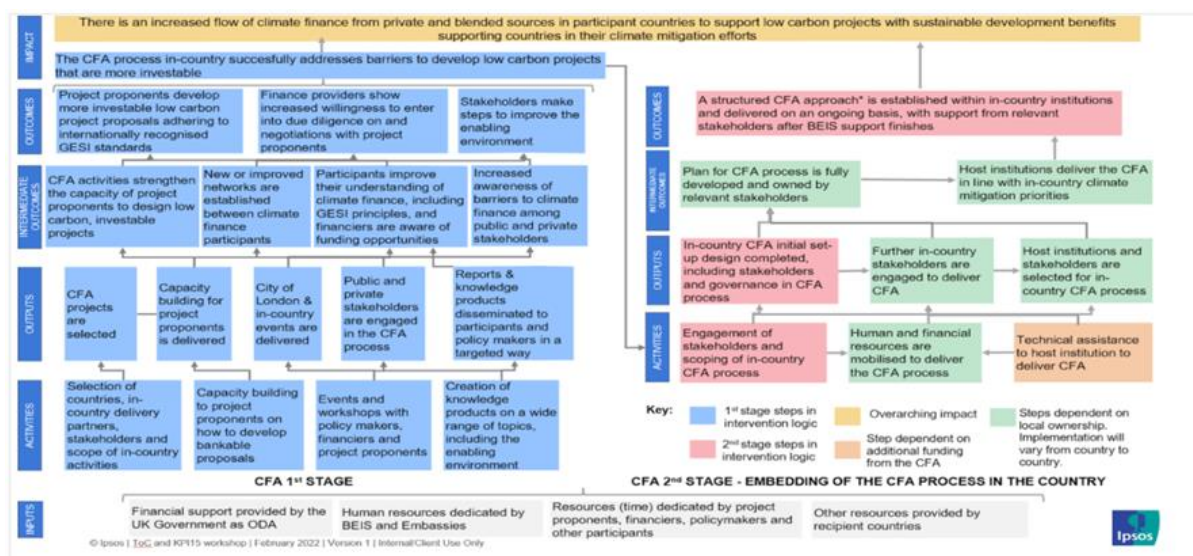 There is an increased flow of climate finance from private and blended sources in participant countries to support low carbon projects with sustainable development benefits
supporting countries in their climate mitigation efforts
IMPACT
The CFA process in-country succesfully addresses barriers to develop low carbon projects
that are more investable
OUTCOMES
Project proponents develop
more investable low carbon
project proposals adhering to
internationally recognised
GESI standards
Finance providers show
increased willingness to enter
into due diligence on and
negotiations with project
proponents
Stakeholders make
steps to improve the
enabling
environment
INTERMEDIATE
OUTCOMES
CFA activities strengthen
the capacity of project
proponents to design low
carbon, investable
projects
New or improved
networks are
established
between climate
finance
participants
Participants improve
their understanding of
climate finance, including
GESI principles, and
financiers are aware of
funding opportunities
Increased
awareness of
barriers to climate
finance among
public and private
stakeholders
OUTPUTS
CFA
projects
are
selected
Capacity
building for
project
proponents
is delivered
City of
London &
in-country
events are
delivered
Public and
private
stakeholders
are engaged
in the CFA
process
Reports &
knowledge
products
disseminated to
participants and
policy makers in a
targeted way
ACTIVITIES
Selection of
countries, in-
country delivery
partners,
stakeholders and
scope of in-country
activities
Capacity building
to project
proponents on
how to develop
bankable
proposals
Events and
workshops with
policy makers,
financiers and
project proponents
Creation of
knowledge
products on a wide
range of topics,
including the
enabling
environment
CFA 1st STAGE
OUTCOMES
A structured CFA approach* is established within in-country institutions
and delivered on an ongoing basis, with support from relevant
stakeholders after BEIS support finishes
INTERMEDIATE
OUTCOMES
Plan for CFA process is fully
developed and owned by
relevant stakeholders
Host institutions deliver the CFA
in line with in-country climate
mitigation priorities
OUTPUTS
In-country CFA initial set-
up design completed,
including stakeholders
and governance in CFA
process
Further in-country
stakeholders are
engaged to deliver
CFA
Host institutions and
stakeholders are
selected for in-
country CFA process
ACTIVITIES
Engagement of
stakeholders and
scoping of in-country
CFA process
Human and financial
resources are
mobilised to deliver
the CFA process
Technical assistance
to host institution to
deliver CFA
Key:
1st stage steps in
intervention logic
2nd stage steps in
intervention logic
Overarching impact
Step dependent on
additional funding
from the CFA
Steps dependent on
local ownership.
Implementation will
vary from country to
country.
CFA 2nd STAGE - EMBEDDING OF THE CFA PROCESS IN THE COUNTRY
INPUTS
Financial support provided by the
UK Government as ODA
Human resources dedicated by
BEIS and Embassies
Resources (time) dedicated by project
proponents, financiers, policymakers and
other participants
Other resources provided by
recipient countries
© Ipsos | ToC and KPI15 workshop | February 2022 | Version 1 | Internal/Client Use Only
Ipsos